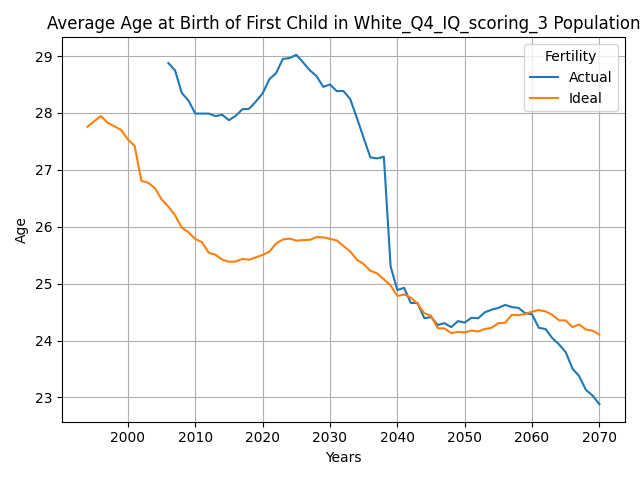 Average Age at Birth of First Child in White_Q4_IQ_scoring_3 Population
Fertility
Actual
Ideal
29
28
27
26
25
24
23
Age
2000 2010 2020 2030 2040 2050 2060 2070
Years